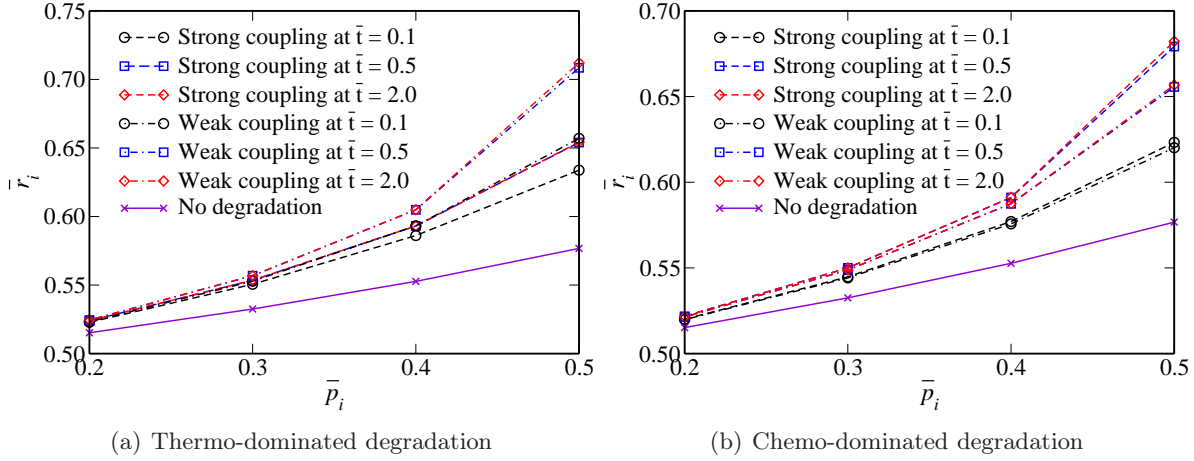 0.75
0.70
0.65
0.60
0.55
0.50
r̅ᵢ
Strong coupling at t̅ = 0.1
Strong coupling at t̅ = 0.5
Strong coupling at t̅ = 2.0
Weak coupling at t̅ = 0.1
Weak coupling at t̅ = 0.5
Weak coupling at t̅ = 2.0
No degradation
0.2 0.3 0.4 0.5
p̅ᵢ
(a) Thermo-dominated degradation
0.70
0.65
0.60
0.55
0.50
r̅ᵢ
Strong coupling at t̅ = 0.1
Strong coupling at t̅ = 0.5
Strong coupling at t̅ = 2.0
Weak coupling at t̅ = 0.1
Weak coupling at t̅ = 0.5
Weak coupling at t̅ = 2.0
No degradation
0.2 0.3 0.4 0.5
p̅ᵢ
(b) Chemo-dominated degradation